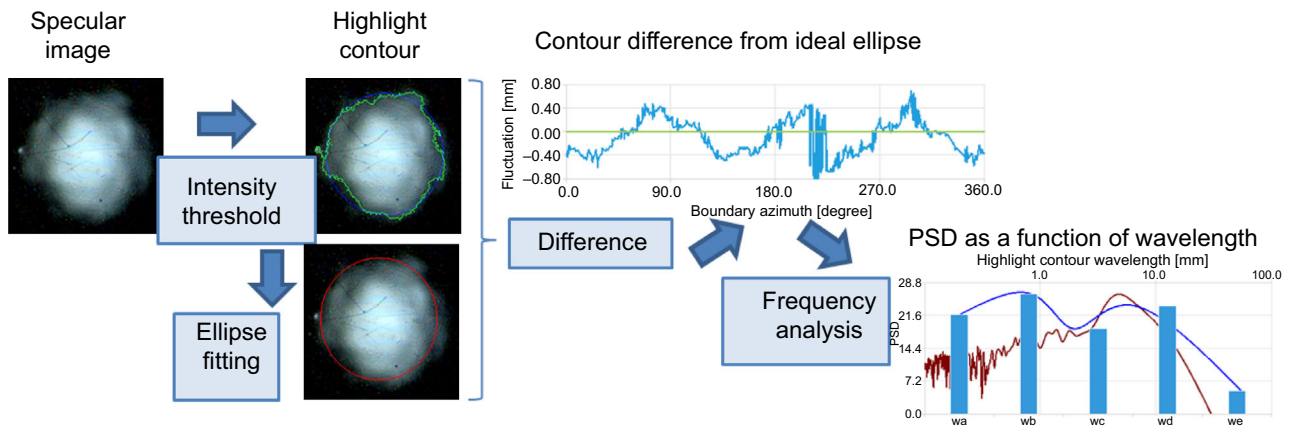 Specular
image
Highlight
contour
Contour difference from ideal ellipse
Fluctuation [mm]
0.80
0.40
0.00
–0.40
–0.80
0.0
90.0
180.0
270.0
360.0
Boundary azimuth [degree]
Intensity
threshold
Ellipse
fitting
Difference
Frequency
analysis
PSD as a function of wavelength
Highlight contour wavelength [mm]
1.0
10.0
100.0
PSD
28.8
21.6
14.4
7.2
0.0
wa
wb
wc
wd
we